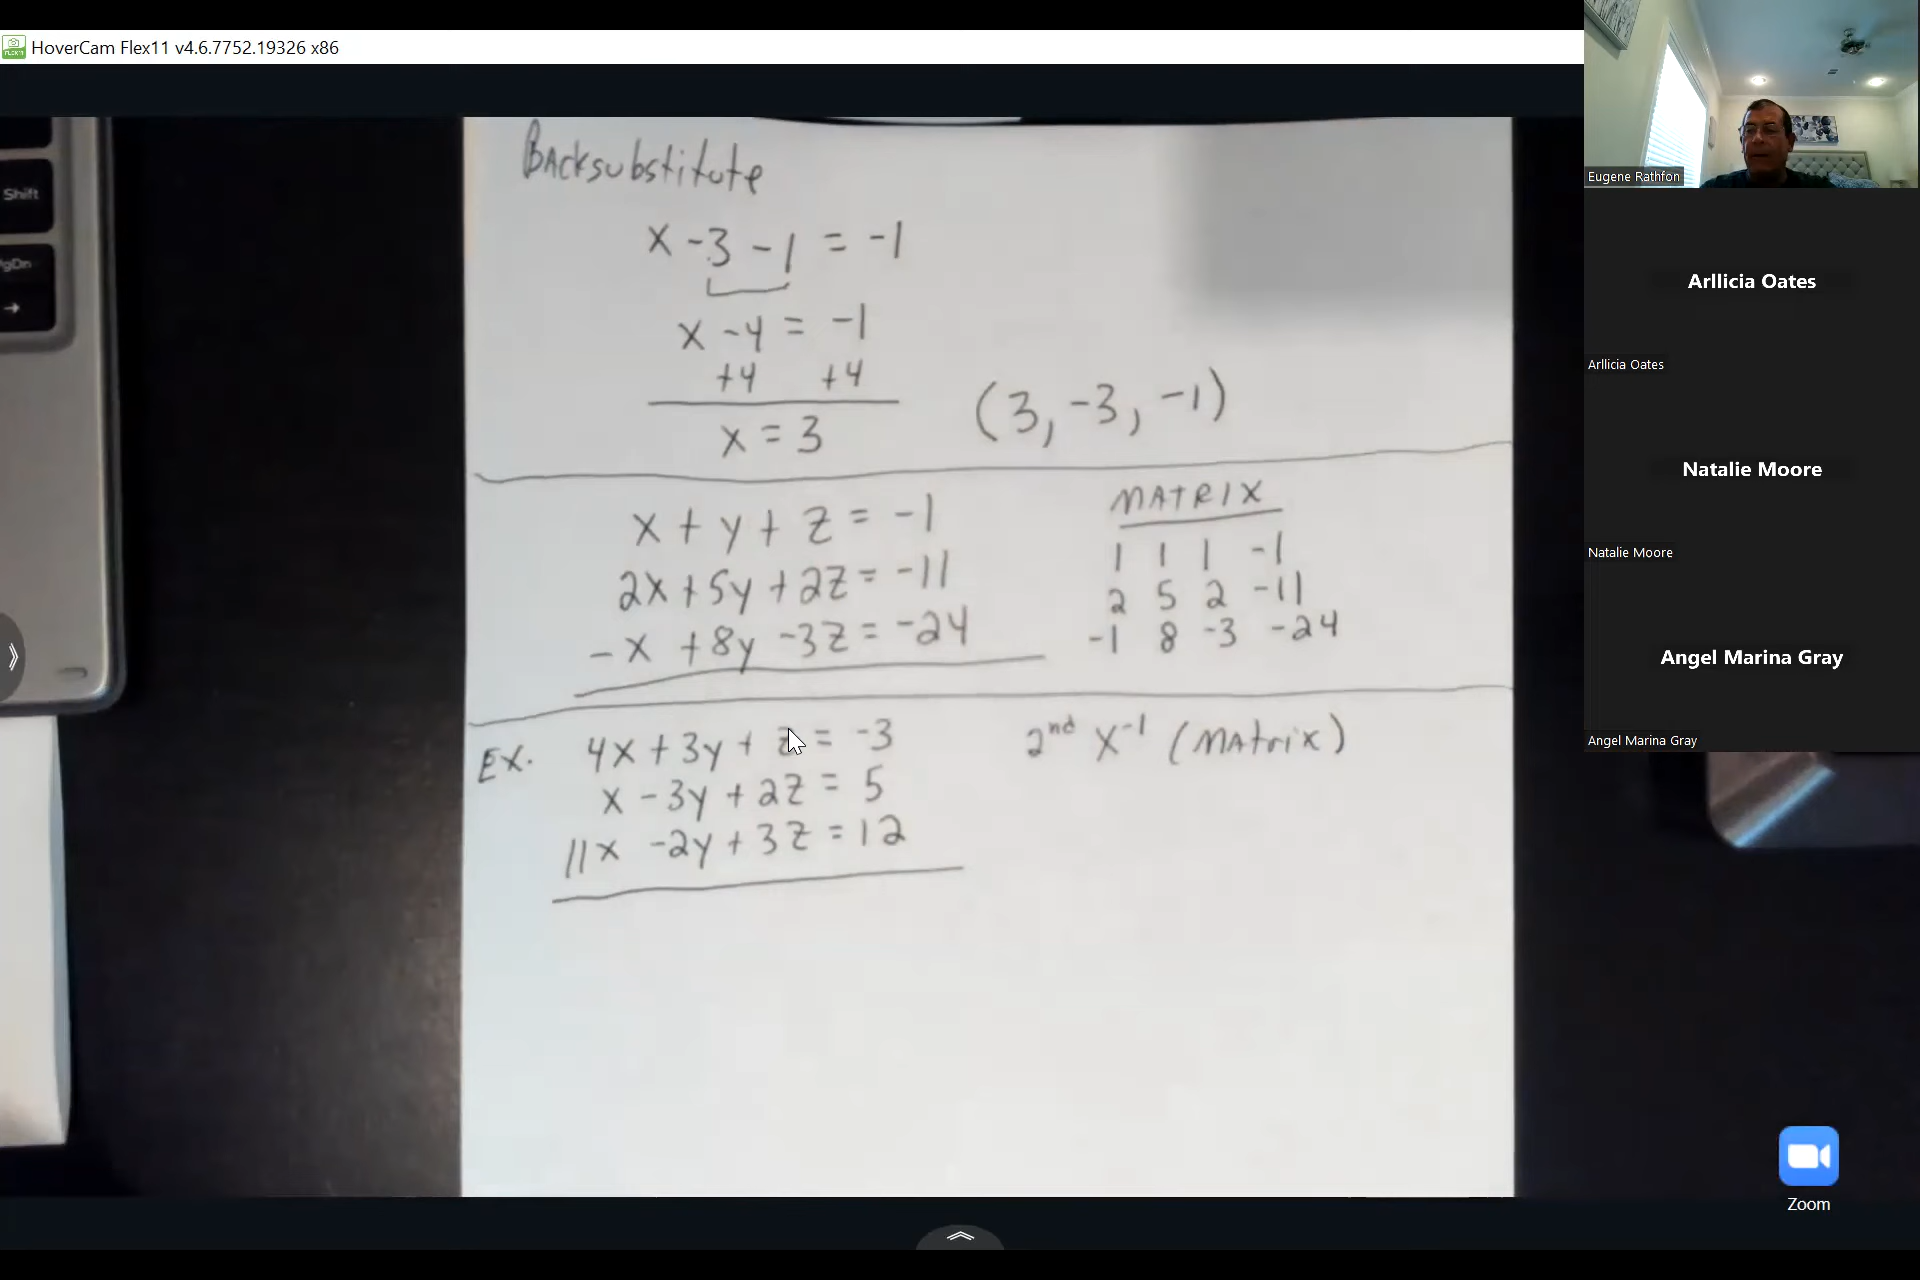 HoverCam Flex11 v4.6.7752.19326 x86
BACKsubstitute
x - 3 - 1 = -1
x - 4 = -1
+4 +4
x = 3
(3, -3, -1)
x + y + z = -1
2x + 5y + 2z = -11
-x + 8y - 3z = -24
MATRIX
1 1 1 -1
2 5 2 -11
-1 8 -3 -24
EX. 4x + 3y + z = -3
x - 3y + 2z = 5
11x - 2y + 3z = 12
2nd x-1 (MAtrix)
Shift
PgDn
Eugene Rathfon
Arllicia Oates
Arllicia Oates
Natalie Moore
Natalie Moore
Angel Marina Gray
Angel Marina Gray
Zoom